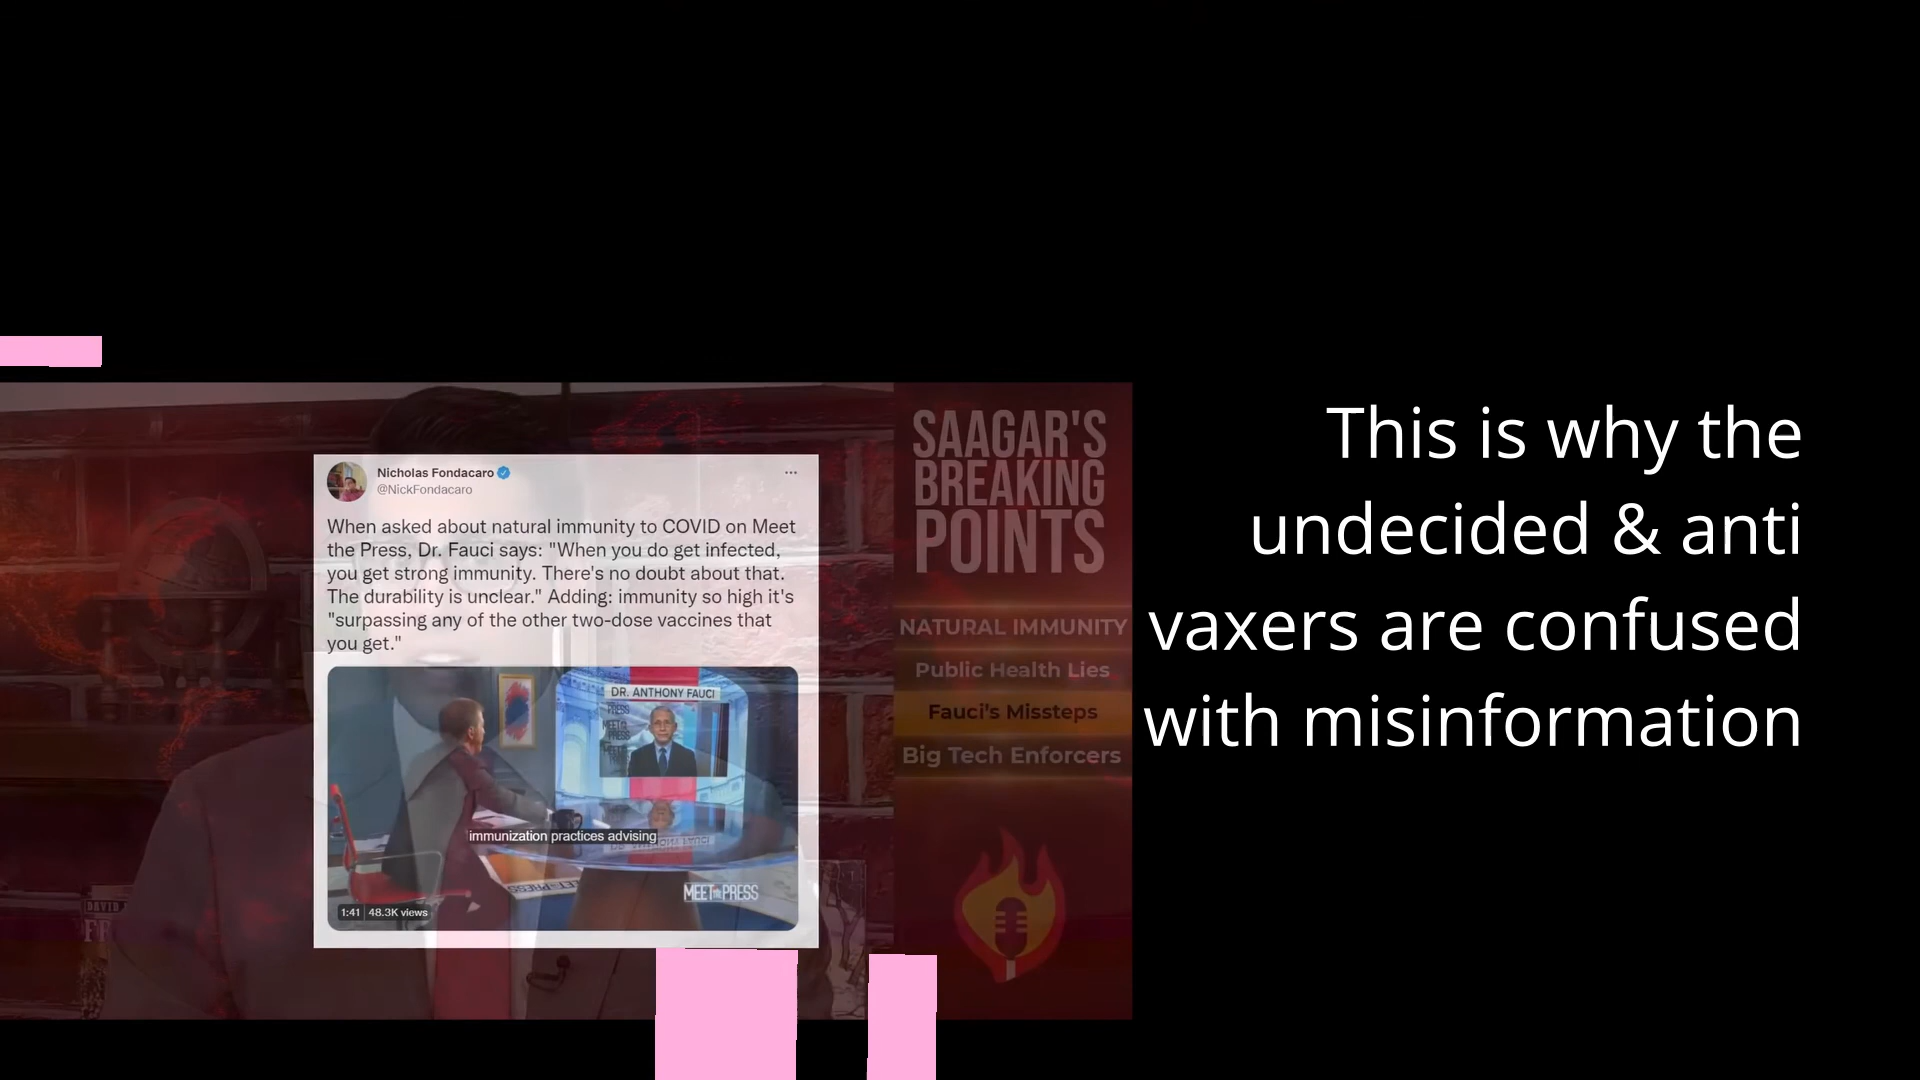 Nicholas Fondacaro
@NickFondacaro
When asked about natural immunity to COVID on Meet
the Press, Dr. Fauci says: "When you do get infected,
you get strong immunity. There's no doubt about that.
The durability is unclear." Adding: immunity so high it's
"surpassing any of the other two-dose vaccines that
you get."
DR. ANTHONY FAUCI
immunization practices advising
MEET THE PRESS
1:41 48.3K views
SAAGAR'S
BREAKING
POINTS
NATURAL IMMUNITY
Public Health Lies
Fauci's Missteps
Big Tech Enforcers
This is why the
undecided & anti
vaxers are confused
with misinformation